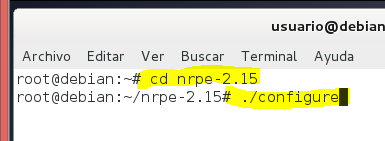 usuario@debian
Archivo Editar Ver Buscar Terminal Ayuda
root@debian:~# cd nrpe-2.15
root@debian:~/nrpe-2.15# ./configure